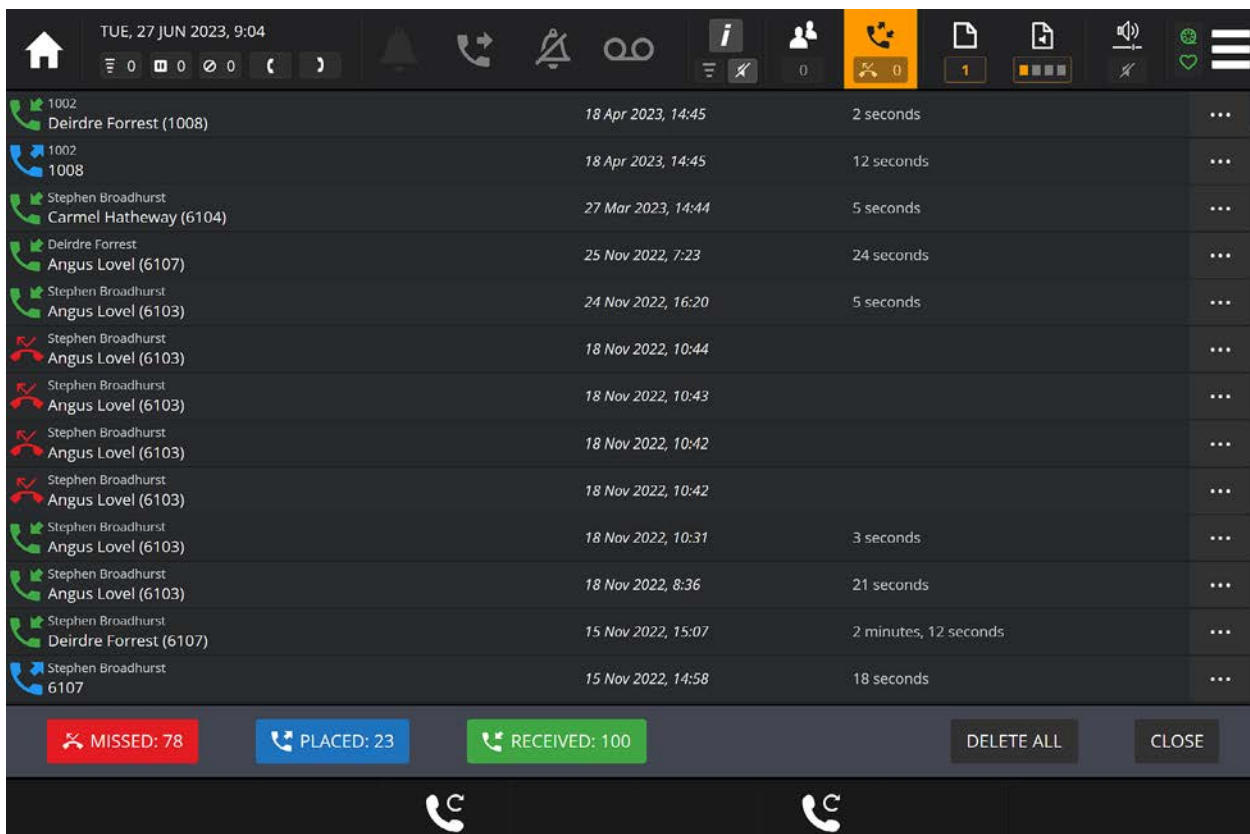 TUE, 27 JUN 2023, 9:04
0 0 0
i
0
0
1
1002
Deirdre Forrest (1008) 18 Apr 2023, 14:45 2 seconds ...
1002
1008 18 Apr 2023, 14:45 12 seconds ...
Stephen Broadhurst
Carmel Hatheway (6104) 27 Mar 2023, 14:44 5 seconds ...
Deirdre Forrest
Angus Lovel (6107) 25 Nov 2022, 7:23 24 seconds ...
Stephen Broadhurst
Angus Lovel (6103) 24 Nov 2022, 16:20 5 seconds ...
Stephen Broadhurst
Angus Lovel (6103) 18 Nov 2022, 10:44 ...
Stephen Broadhurst
Angus Lovel (6103) 18 Nov 2022, 10:43 ...
Stephen Broadhurst
Angus Lovel (6103) 18 Nov 2022, 10:42 ...
Stephen Broadhurst
Angus Lovel (6103) 18 Nov 2022, 10:42 ...
Stephen Broadhurst
Angus Lovel (6103) 18 Nov 2022, 10:31 3 seconds ...
Stephen Broadhurst
Angus Lovel (6103) 18 Nov 2022, 8:36 21 seconds ...
Stephen Broadhurst
Deirdre Forrest (6107) 15 Nov 2022, 15:07 2 minutes, 12 seconds ...
Stephen Broadhurst
6107 15 Nov 2022, 14:58 18 seconds ...
MISSED: 78 PLACED: 23 RECEIVED: 100 DELETE ALL CLOSE